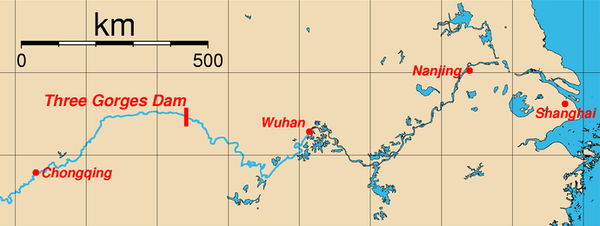 km
0 500
Nanjing
Three Gorges Dam
Shanghai
Wuhan
Chongqing